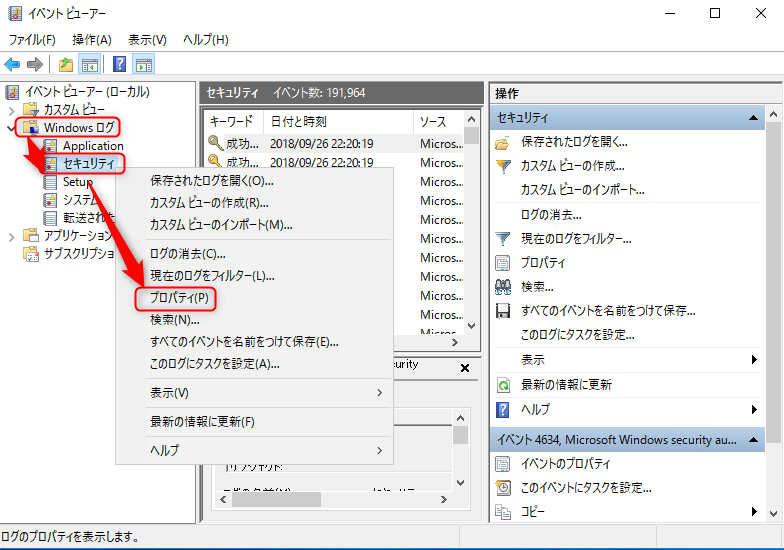 イベント ビューアー
ファイル(F) 操作(A) 表示(V) ヘルプ(H)
イベント ビューアー (ローカル)
カスタム ビュー
Windows ログ
Application
セキュリティ
Setup
システム
転送された
アプリケーション
サブスクリプショ
セキュリティ イベント数: 191,964
キーワード 日付と時刻 ソース
成功... 2018/09/26 22:20:19 Micros...
成功... 2018/09/26 22:20:19 Micros...
Micros...
Micros...
Micros...
Micros...
Micros...
Micros...
Micros...
Micros...
Micros...
保存されたログを開く(O)...
カスタム ビューの作成(R)...
カスタム ビューのインポート(M)...
ログの消去(C)...
現在のログをフィルター(L)...
プロパティ(P)
検索(N)...
すべてのイベントを名前をつけて保存(E)...
このログにタスクを設定(A)...
表示(V)
最新の情報に更新(F)
ヘルプ
操作
セキュリティ
保存されたログを開く...
カスタム ビューの作成...
カスタム ビューのインポート...
ログの消去...
現在のログをフィルター...
プロパティ
検索...
すべてのイベントを名前をつけて保存...
このログにタスクを設定...
表示
最新の情報に更新
ヘルプ
イベント 4634, Microsoft Windows security au...
イベントのプロパティ
このイベントにタスクを設定...
コピー
ログのプロパティを表示します。